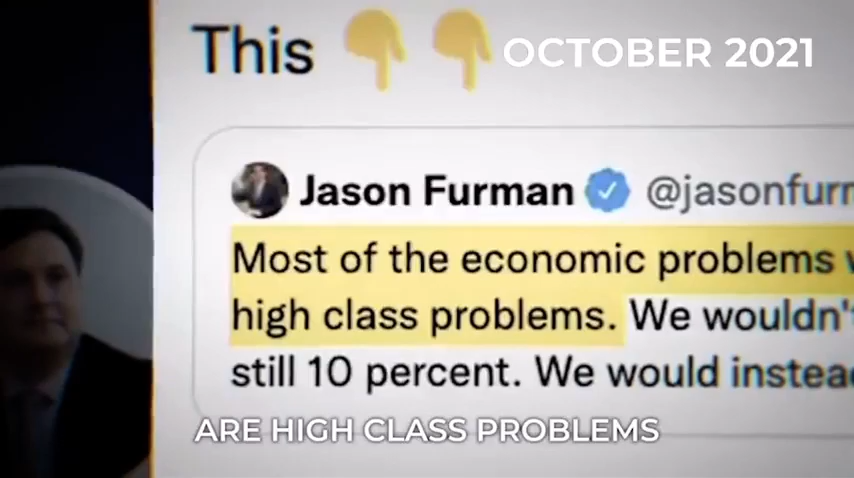 This 👇👇 OCTOBER 2021
Jason Furman @jasonfurr
Most of the economic problems
high class problems. We wouldn't
still 10 percent. We would instead
ARE HIGH CLASS PROBLEMS